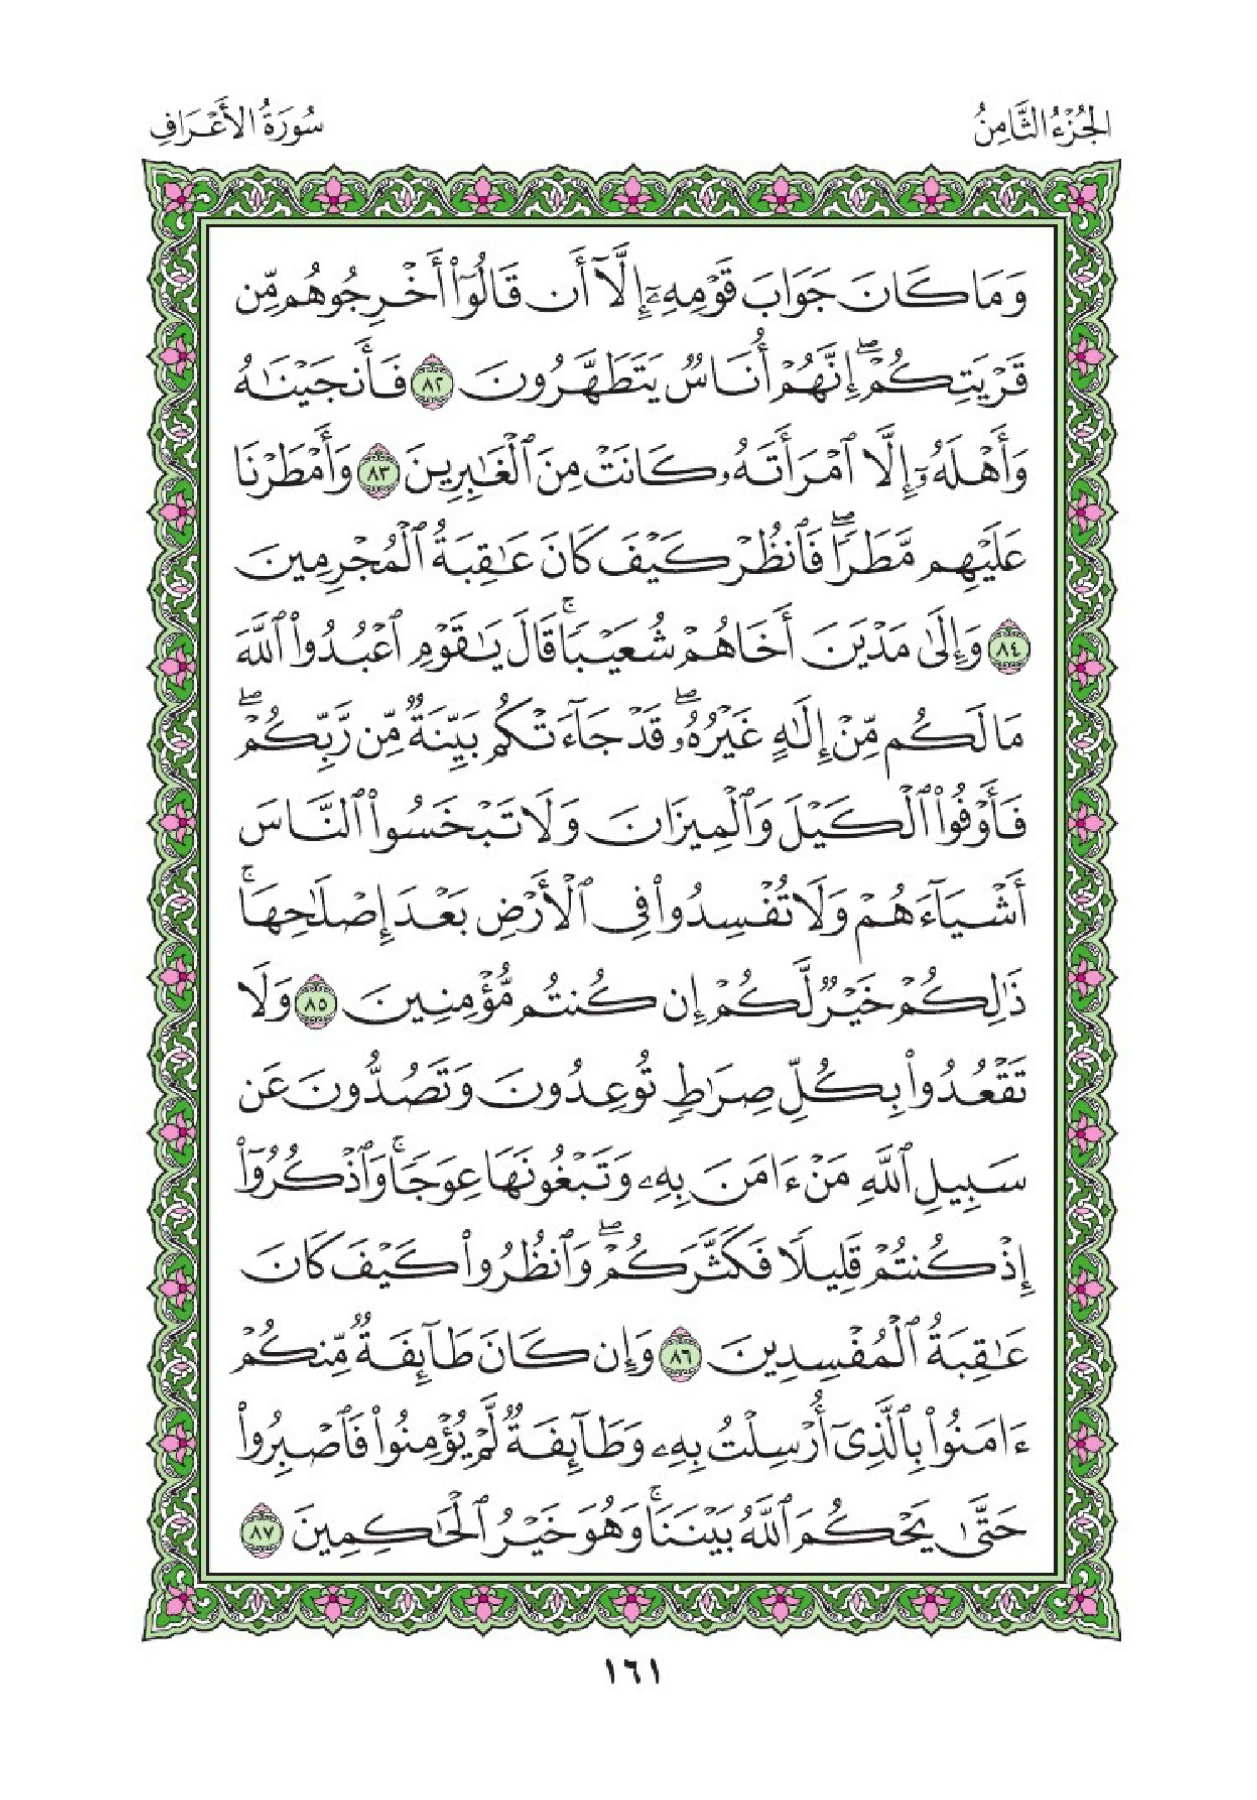 الجُزْءُ الثَّامِنُ
سُورَةُ الأَعْرَافِ
وَمَا كَانَ جَوَابَ قَوْمِهِۦٓ إِلَّآ أَن قَالُوٓا۟ أَخْرِجُوهُم مِّن
قَرْيَتِكُمْ ۖ إِنَّهُمْ أُنَاسٌ يَتَطَهَّرُونَ ٨٢ فَأَنجَيْنَـٰهُ
وَأَهْلَهُۥٓ إِلَّا ٱمْرَأَتَهُۥ كَانَتْ مِنَ ٱلْغَـٰبِرِينَ ٨٣ وَأَمْطَرْنَا
عَلَيْهِم مَّطَرًا ۖ فَٱنظُرْ كَيْفَ كَانَ عَـٰقِبَةُ ٱلْمُجْرِمِينَ
٨٤ وَإِلَىٰ مَدْيَنَ أَخَاهُمْ شُعَيْبًا ۗ قَالَ يَـٰقَوْمِ ٱعْبُدُوا۟ ٱللَّهَ
مَا لَكُم مِّنْ إِلَـٰهٍ غَيْرُهُۥ ۖ قَدْ جَآءَتْكُم بَيِّنَةٌ مِّن رَّبِّكُمْ ۖ
فَأَوْفُوا۟ ٱلْكَيْلَ وَٱلْمِيزَانَ وَلَا تَبْخَسُوا۟ ٱلنَّاسَ
أَشْيَآءَهُمْ وَلَا تُفْسِدُوا۟ فِى ٱلْأَرْضِ بَعْدَ إِصْلَـٰحِهَا ۚ
ذَٰلِكُمْ خَيْرٌ لَّكُمْ إِن كُنتُم مُّؤْمِنِينَ ٨٥ وَلَا
تَقْعُدُوا۟ بِكُلِّ صِرَٰطٍ تُوعِدُونَ وَتَصُدُّونَ عَن
سَبِيلِ ٱللَّهِ مَنْ ءَامَنَ بِهِۦ وَتَبْغُونَهَا عِوَجًا ۚ وَٱذْكُرُوٓا۟
إِذْ كُنتُمْ قَلِيلًا فَكَثَّرَكُمْ ۖ وَٱنظُرُوا۟ كَيْفَ كَانَ
عَـٰقِبَةُ ٱلْمُفْسِدِينَ ٨٦ وَإِن كَانَ طَآئِفَةٌ مِّنكُمْ
ءَامَنُوا۟ بِٱلَّذِىٓ أُرْسِلْتُ بِهِۦ وَطَآئِفَةٌ لَّمْ يُؤْمِنُوا۟ فَٱصْبِرُوا۟
حَتَّىٰ يَحْكُمَ ٱللَّهُ بَيْنَنَا ۚ وَهُوَ خَيْرُ ٱلْحَـٰكِمِينَ ٨٧
١٦١